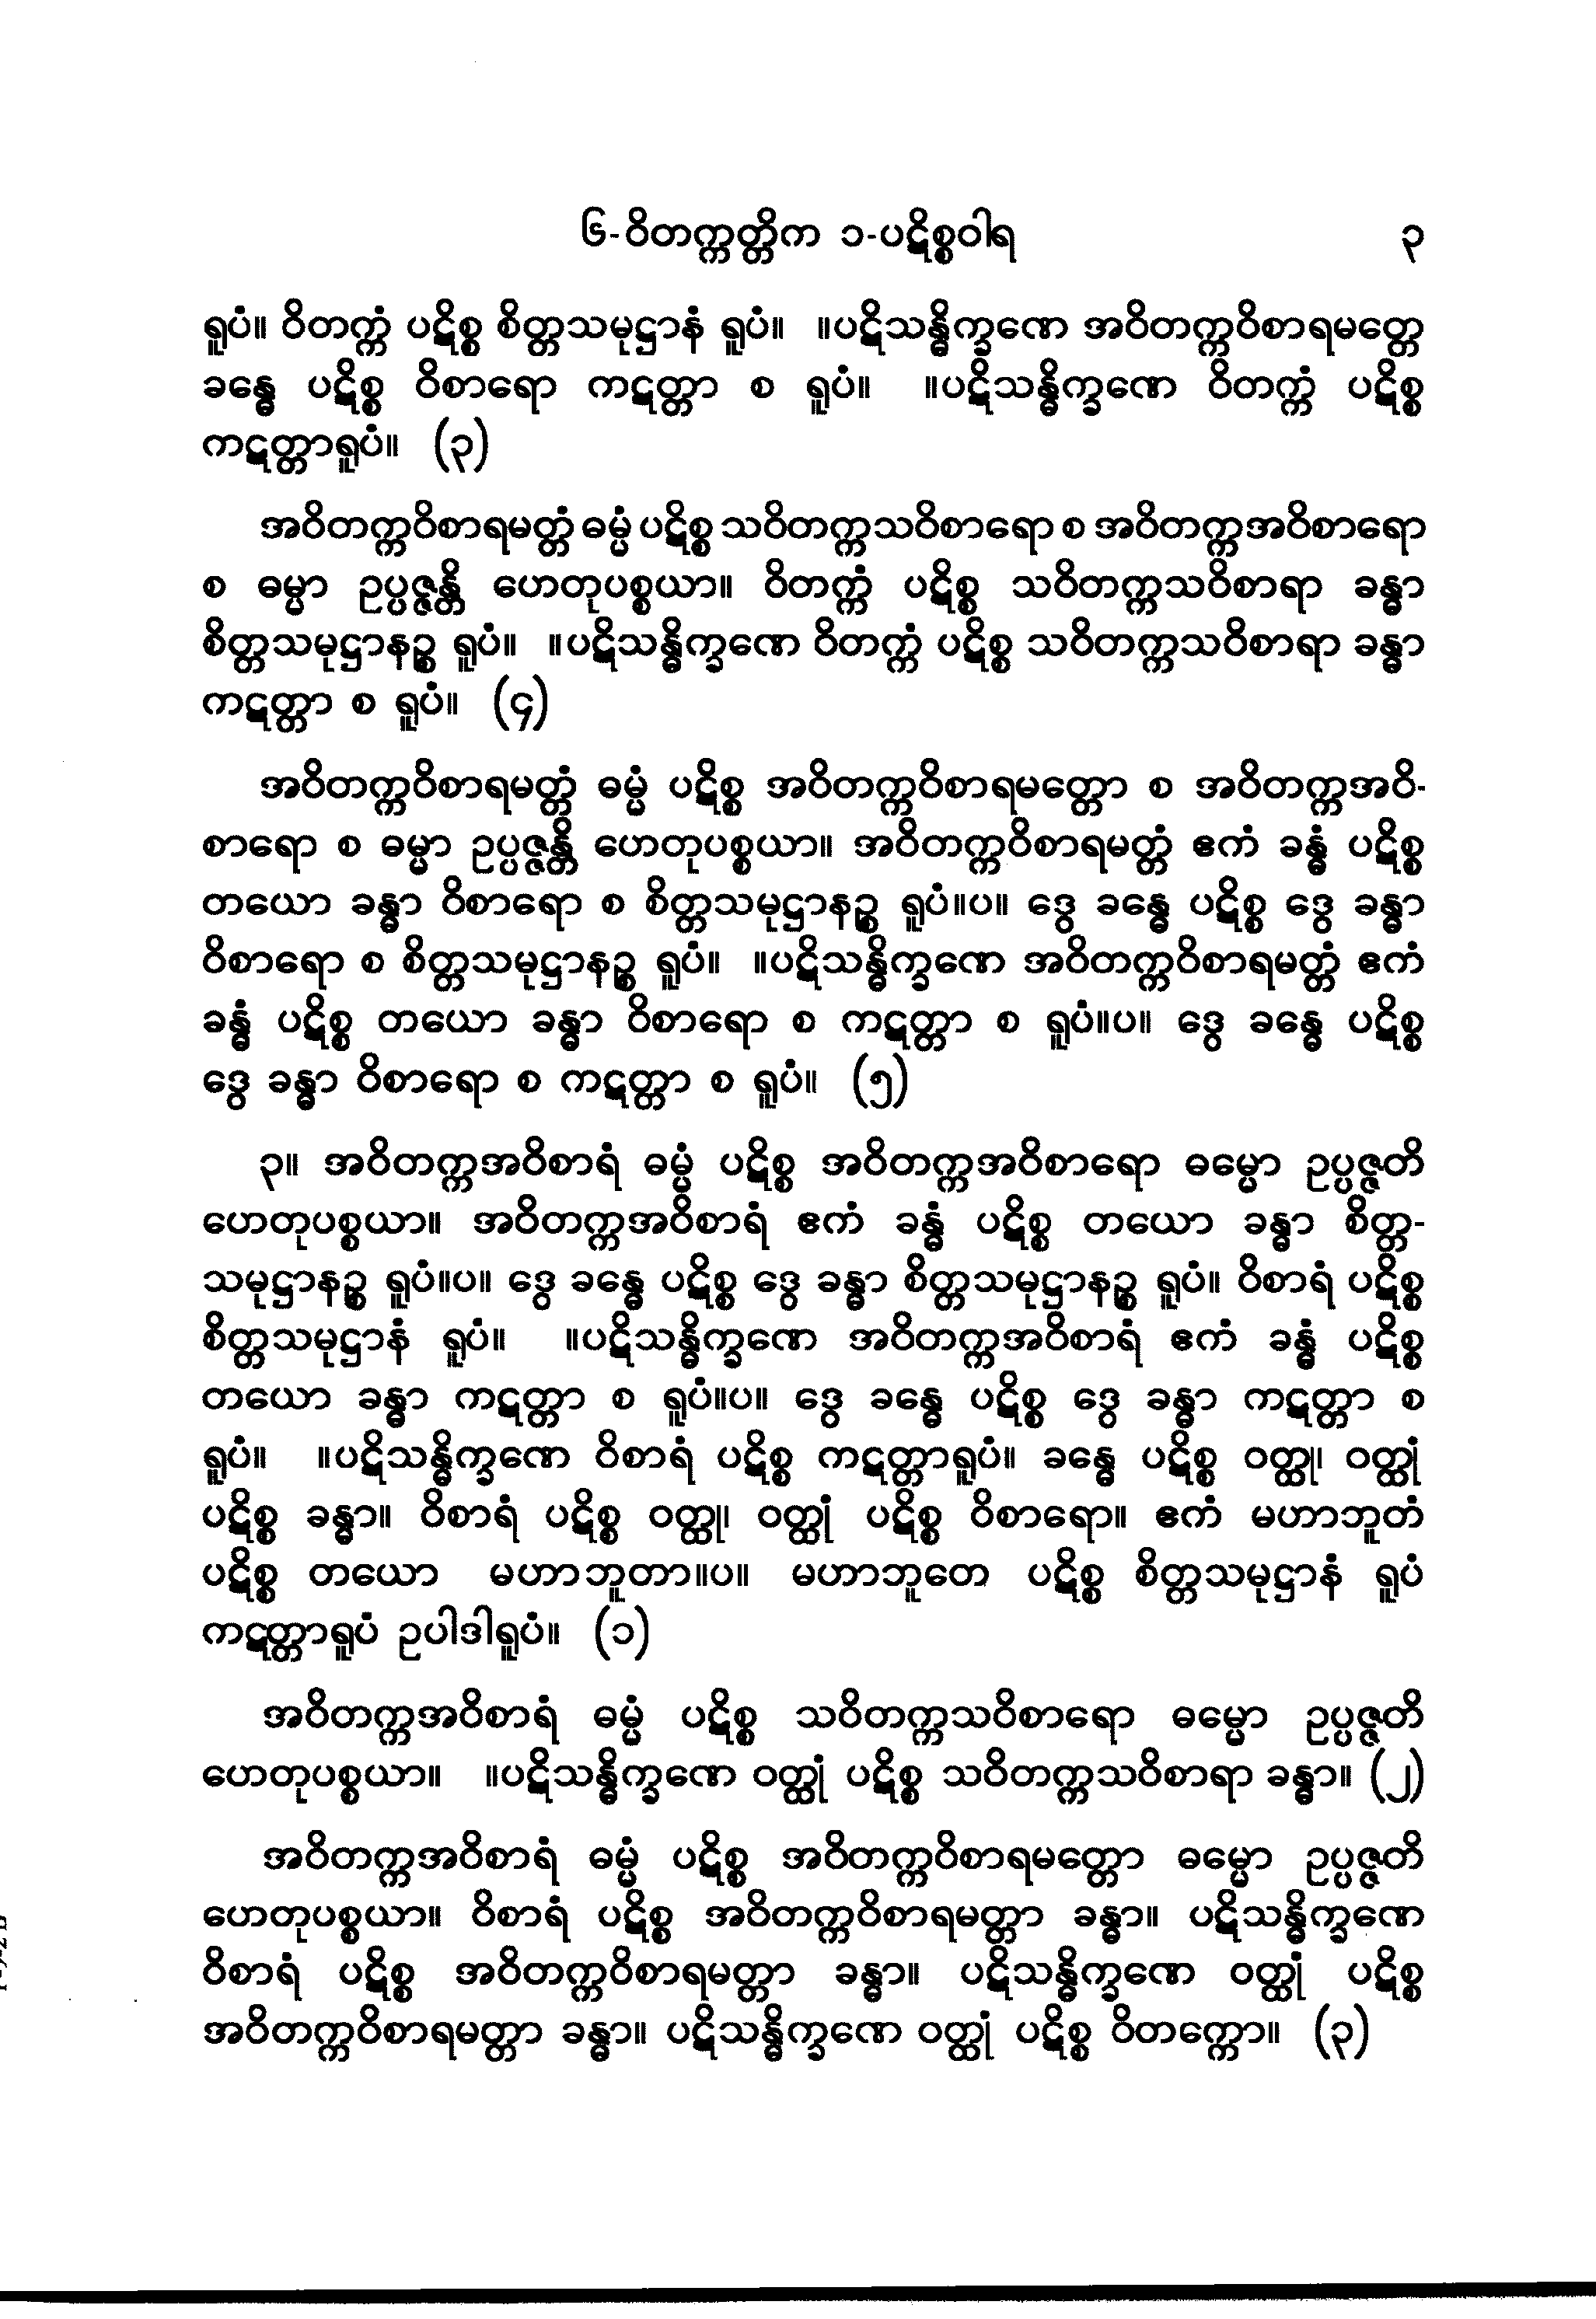 ၆-ဝိတက္ကတ္တိက ၁-ပဋိစ္စဝါရ ၃
ရူပံ။ ဝိတက္ကံ ပဋိစ္စ စိတ္တသမုဋ္ဌာနံ ရူပံ။ ။ပဋိသန္ဓိက္ခဏေ အဝိတက္ကဝိစာရမတ္တေ
ခန္ဓေ ပဋိစ္စ ဝိစာရော ကဋတ္တာ စ ရူပံ။ ။ပဋိသန္ဓိက္ခဏေ ဝိတက္ကံ ပဋိစ္စ
ကဋတ္တာရူပံ။ (၃)
အဝိတက္ကဝိစာရမတ္တံ ဓမ္မံ ပဋိစ္စ သဝိတက္ကသဝိစာရော စ အဝိတက္ကအဝိစာရော
စ ဓမ္မာ ဥပ္ပဇ္ဇန္တိ ဟေတုပစ္စယာ။ ဝိတက္ကံ ပဋိစ္စ သဝိတက္ကသဝိစာရာ ခန္ဓာ
စိတ္တသမုဋ္ဌာနဉ္စ ရူပံ။ ။ပဋိသန္ဓိက္ခဏေ ဝိတက္ကံ ပဋိစ္စ သဝိတက္ကသဝိစာရာ ခန္ဓာ
ကဋတ္တာ စ ရူပံ။ (၄)
အဝိတက္ကဝိစာရမတ္တံ ဓမ္မံ ပဋိစ္စ အဝိတက္ကဝိစာရမတ္တော စ အဝိတက္ကအဝိ-
စာရော စ ဓမ္မာ ဥပ္ပဇ္ဇန္တိ ဟေတုပစ္စယာ။ အဝိတက္ကဝိစာရမတ္တံ ဧကံ ခန္ဓံ ပဋိစ္စ
တယော ခန္ဓာ ဝိစာရော စ စိတ္တသမုဋ္ဌာနဉ္စ ရူပံ။ပ။ ဒွေ ခန္ဓေ ပဋိစ္စ ဒွေ ခန္ဓာ
ဝိစာရော စ စိတ္တသမုဋ္ဌာနဉ္စ ရူပံ။ ။ပဋိသန္ဓိက္ခဏေ အဝိတက္ကဝိစာရမတ္တံ ဧကံ
ခန္ဓံ ပဋိစ္စ တယော ခန္ဓာ ဝိစာရော စ ကဋတ္တာ စ ရူပံ။ပ။ ဒွေ ခန္ဓေ ပဋိစ္စ
ဒွေ ခန္ဓာ ဝိစာရော စ ကဋတ္တာ စ ရူပံ။ (၅)
၃။ အဝိတက္ကအဝိစာရံ ဓမ္မံ ပဋိစ္စ အဝိတက္ကအဝိစာရော ဓမ္မော ဥပ္ပဇ္ဇတိ
ဟေတုပစ္စယာ။ အဝိတက္ကအဝိစာရံ ဧကံ ခန္ဓံ ပဋိစ္စ တယော ခန္ဓာ စိတ္တ-
သမုဋ္ဌာနဉ္စ ရူပံ။ပ။ ဒွေ ခန္ဓေ ပဋိစ္စ ဒွေ ခန္ဓာ စိတ္တသမုဋ္ဌာနဉ္စ ရူပံ။ ဝိစာရံ ပဋိစ္စ
စိတ္တသမုဋ္ဌာနံ ရူပံ။ ။ပဋိသန္ဓိက္ခဏေ အဝိတက္ကအဝိစာရံ ဧကံ ခန္ဓံ ပဋိစ္စ
တယော ခန္ဓာ ကဋတ္တာ စ ရူပံ။ပ။ ဒွေ ခန္ဓေ ပဋိစ္စ ဒွေ ခန္ဓာ ကဋတ္တာ စ
ရူပံ။ ။ပဋိသန္ဓိက္ခဏေ ဝိစာရံ ပဋိစ္စ ကဋတ္တာရူပံ။ ခန္ဓေ ပဋိစ္စ ဝတ္ထု၊ ဝတ္ထုံ
ပဋိစ္စ ခန္ဓာ။ ဝိစာရံ ပဋိစ္စ ဝတ္ထု၊ ဝတ္ထုံ ပဋိစ္စ ဝိစာရော။ ဧကံ မဟာဘူတံ
ပဋိစ္စ တယော မဟာဘူတာ။ပ။ မဟာဘူတေ ပဋိစ္စ စိတ္တသမုဋ္ဌာနံ ရူပံ
ကဋတ္တာရူပံ ဥပါဒါရူပံ။ (၁)
အဝိတက္ကအဝိစာရံ ဓမ္မံ ပဋိစ္စ သဝိတက္ကသဝိစာရော ဓမ္မော ဥပ္ပဇ္ဇတိ
ဟေတုပစ္စယာ။ ။ပဋိသန္ဓိက္ခဏေ ဝတ္ထုံ ပဋိစ္စ သဝိတက္ကသဝိစာရာ ခန္ဓာ။ (၂)
အဝိတက္ကအဝိစာရံ ဓမ္မံ ပဋိစ္စ အဝိတက္ကဝိစာရမတ္တော ဓမ္မော ဥပ္ပဇ္ဇတိ
ဟေတုပစ္စယာ။ ဝိစာရံ ပဋိစ္စ အဝိတက္ကဝိစာရမတ္တာ ခန္ဓာ။ ပဋိသန္ဓိက္ခဏေ
ဝိစာရံ ပဋိစ္စ အဝိတက္ကဝိစာရမတ္တာ ခန္ဓာ။ ပဋိသန္ဓိက္ခဏေ ဝတ္ထုံ ပဋိစ္စ
အဝိတက္ကဝိစာရမတ္တာ ခန္ဓာ။ ပဋိသန္ဓိက္ခဏေ ဝတ္ထုံ ပဋိစ္စ ဝိတက္ကော။ (၃)